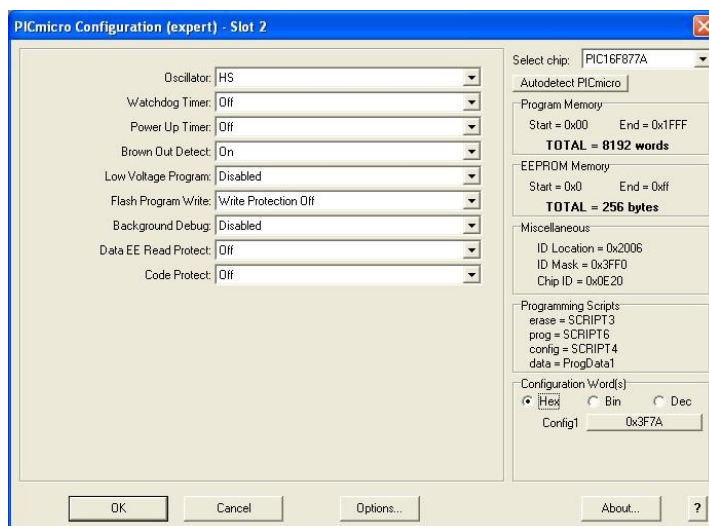 PICmicro Configuration (expert) - Slot 2
Oscillator: HS
Watchdog Timer: Off
Power Up Timer: Off
Brown Out Detect: On
Low Voltage Program: Disabled
Flash Program Write: Write Protection Off
Background Debug: Disabled
Data EE Read Protect: Off
Code Protect: Off
Select chip: PIC16F877A
Autodetect PICmicro
Program Memory
Start = 0x00 End = 0x1FFF
TOTAL = 8192 words
EEPROM Memory
Start = 0x0 End = 0xff
TOTAL = 256 bytes
Miscellaneous
ID Location = 0x2006
ID Mask = 0x3FF0
Chip ID = 0x0E20
Programming Scripts
erase = SCRIPT3
prog = SCRIPT6
config = SCRIPT4
data = ProgData1
Configuration Word(s)
Hex Bin Dec
Config1 0x3F7A
OK Cancel Options... About... ?